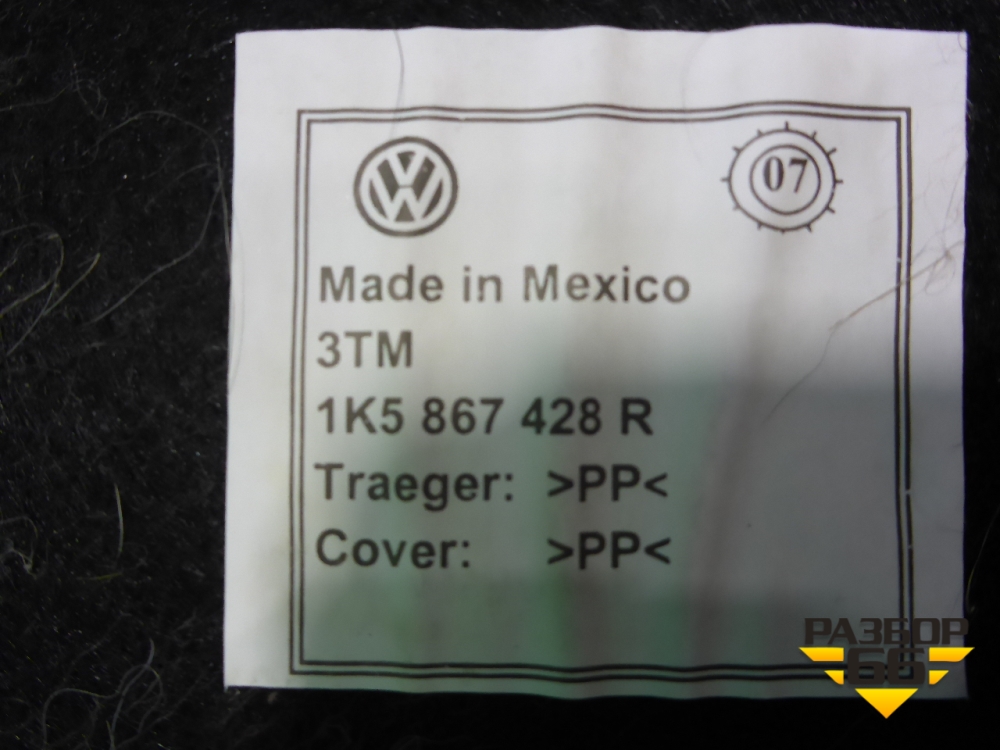 07
Made in Mexico
3TM
1K5 867 428 R
Traeger: >PP<
Cover: >PP<
РАЗБОР
66